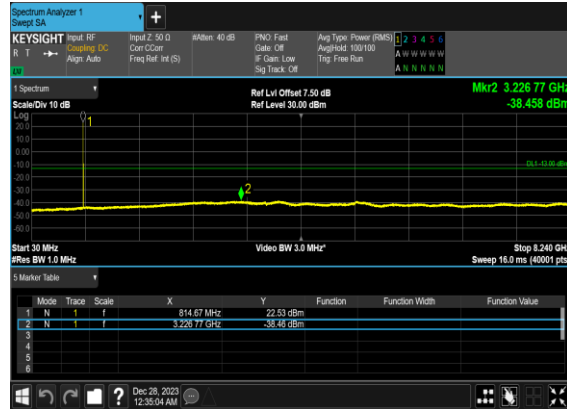 Spectrum Analyzer 1
Swept SA
+
KEYSIGHT Input: RF Input Z: 50 Ω #Atten: 40 dB PNO: Fast Avg Type: Power (RMS) 1 2 3 4 5 6
R T Coupling: DC Corr CCorr Gate: Off Avg|Hold: 100/100 A W W W W W
Align: Auto Freq Ref: Int (S) IF Gain: Low Trig: Free Run
Sig Track: Off A N N N N N
1 Spectrum Ref Lvl Offset 7.50 dB Mkr2 3.226 77 GHz
Scale/Div 10 dB Ref Level 30.00 dBm -38.458 dBm
Log
1
20.0
10.0
0.00
-10.0 DL1 -13.00 dBm
-20.0
-30.0 2
-40.0
-50.0
-60.0
Start 30 MHz Video BW 3.0 MHz* Stop 8.240 GHz
#Res BW 1.0 MHz Sweep 16.0 ms (40001 pts)
5 Marker Table
Mode Trace Scale X Y Function Function Width Function Value
1 N 1 f 814.67 MHz 22.53 dBm
2 N 1 f 3.226 77 GHz -38.46 dBm
3
4
5
6
? Dec 28, 2023
12:35:04 AM